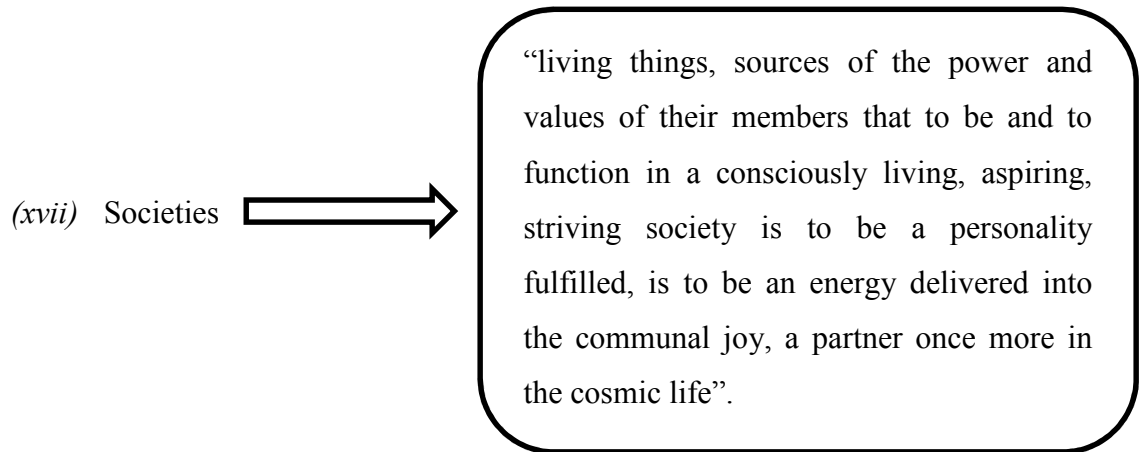 (xvii) Societies
“living things, sources of the power and
values of their members that to be and to
function in a consciously living, aspiring,
striving society is to be a personality
fulfilled, is to be an energy delivered into
the communal joy, a partner once more in
the cosmic life”.